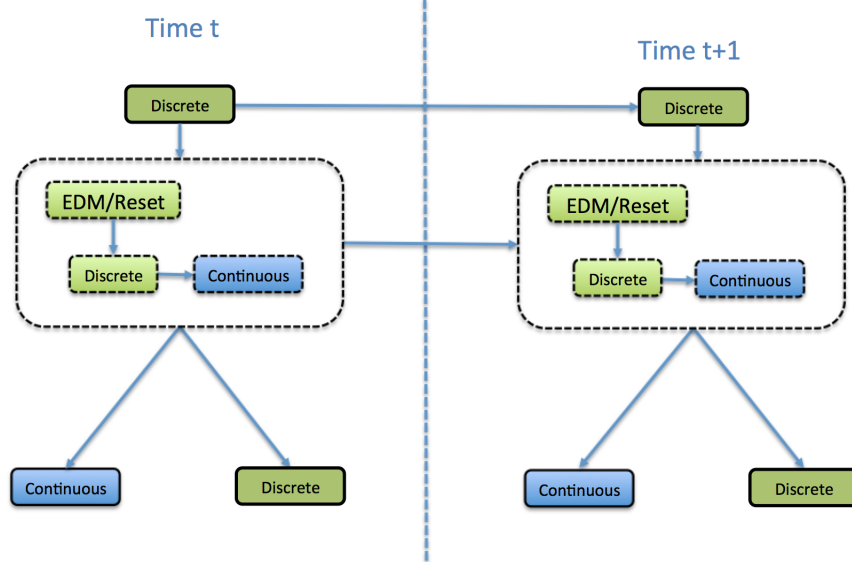 Time t
Discrete
EDM/Reset
Discrete
Continuous
Continuous
Discrete
Time t+1
Discrete
EDM/Reset
Discrete
Continuous
Continuous
Discrete